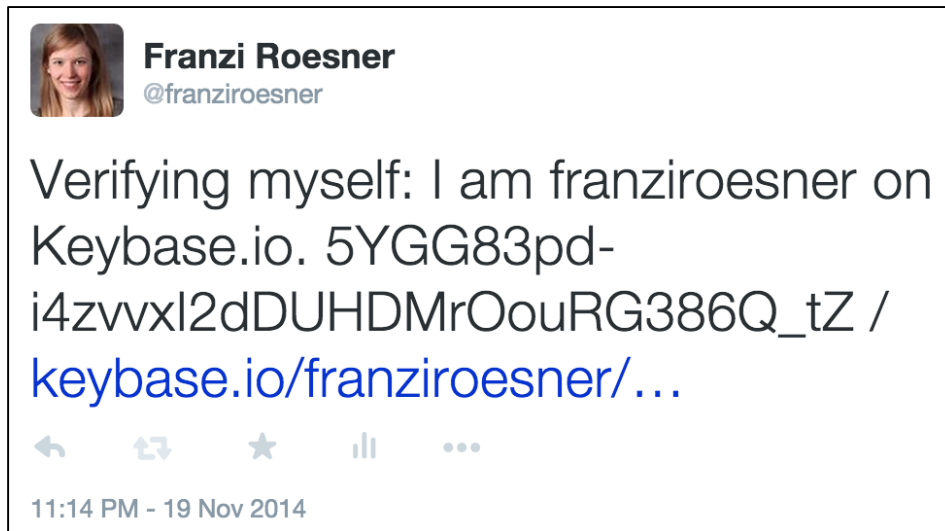 Franzi Roesner
@franziroesner
Verifying myself: I am franziroesner on
Keybase.io. 5YGG83pd-
i4zvvxI2dDUHDMrOouRG386Q_tZ /
keybase.io/franziroesner/…
11:14 PM - 19 Nov 2014